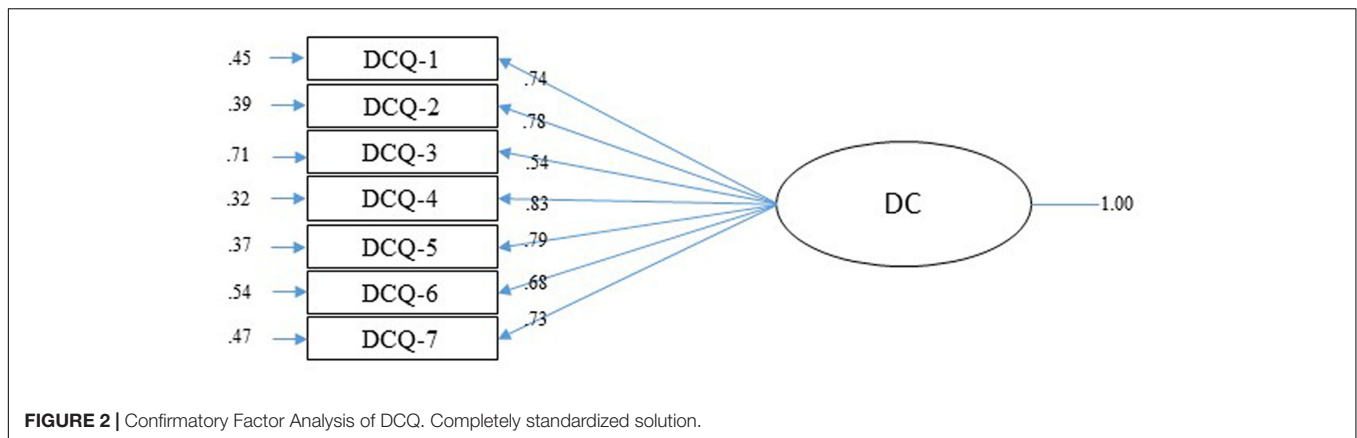 .45 DCQ-1 .74
.39 DCQ-2 .78
.71 DCQ-3 .54
.32 DCQ-4 .83 DC 1.00
.37 DCQ-5 .79
.54 DCQ-6 .68
.47 DCQ-7 .73
FIGURE 2 | Confirmatory Factor Analysis of DCQ. Completely standardized solution.